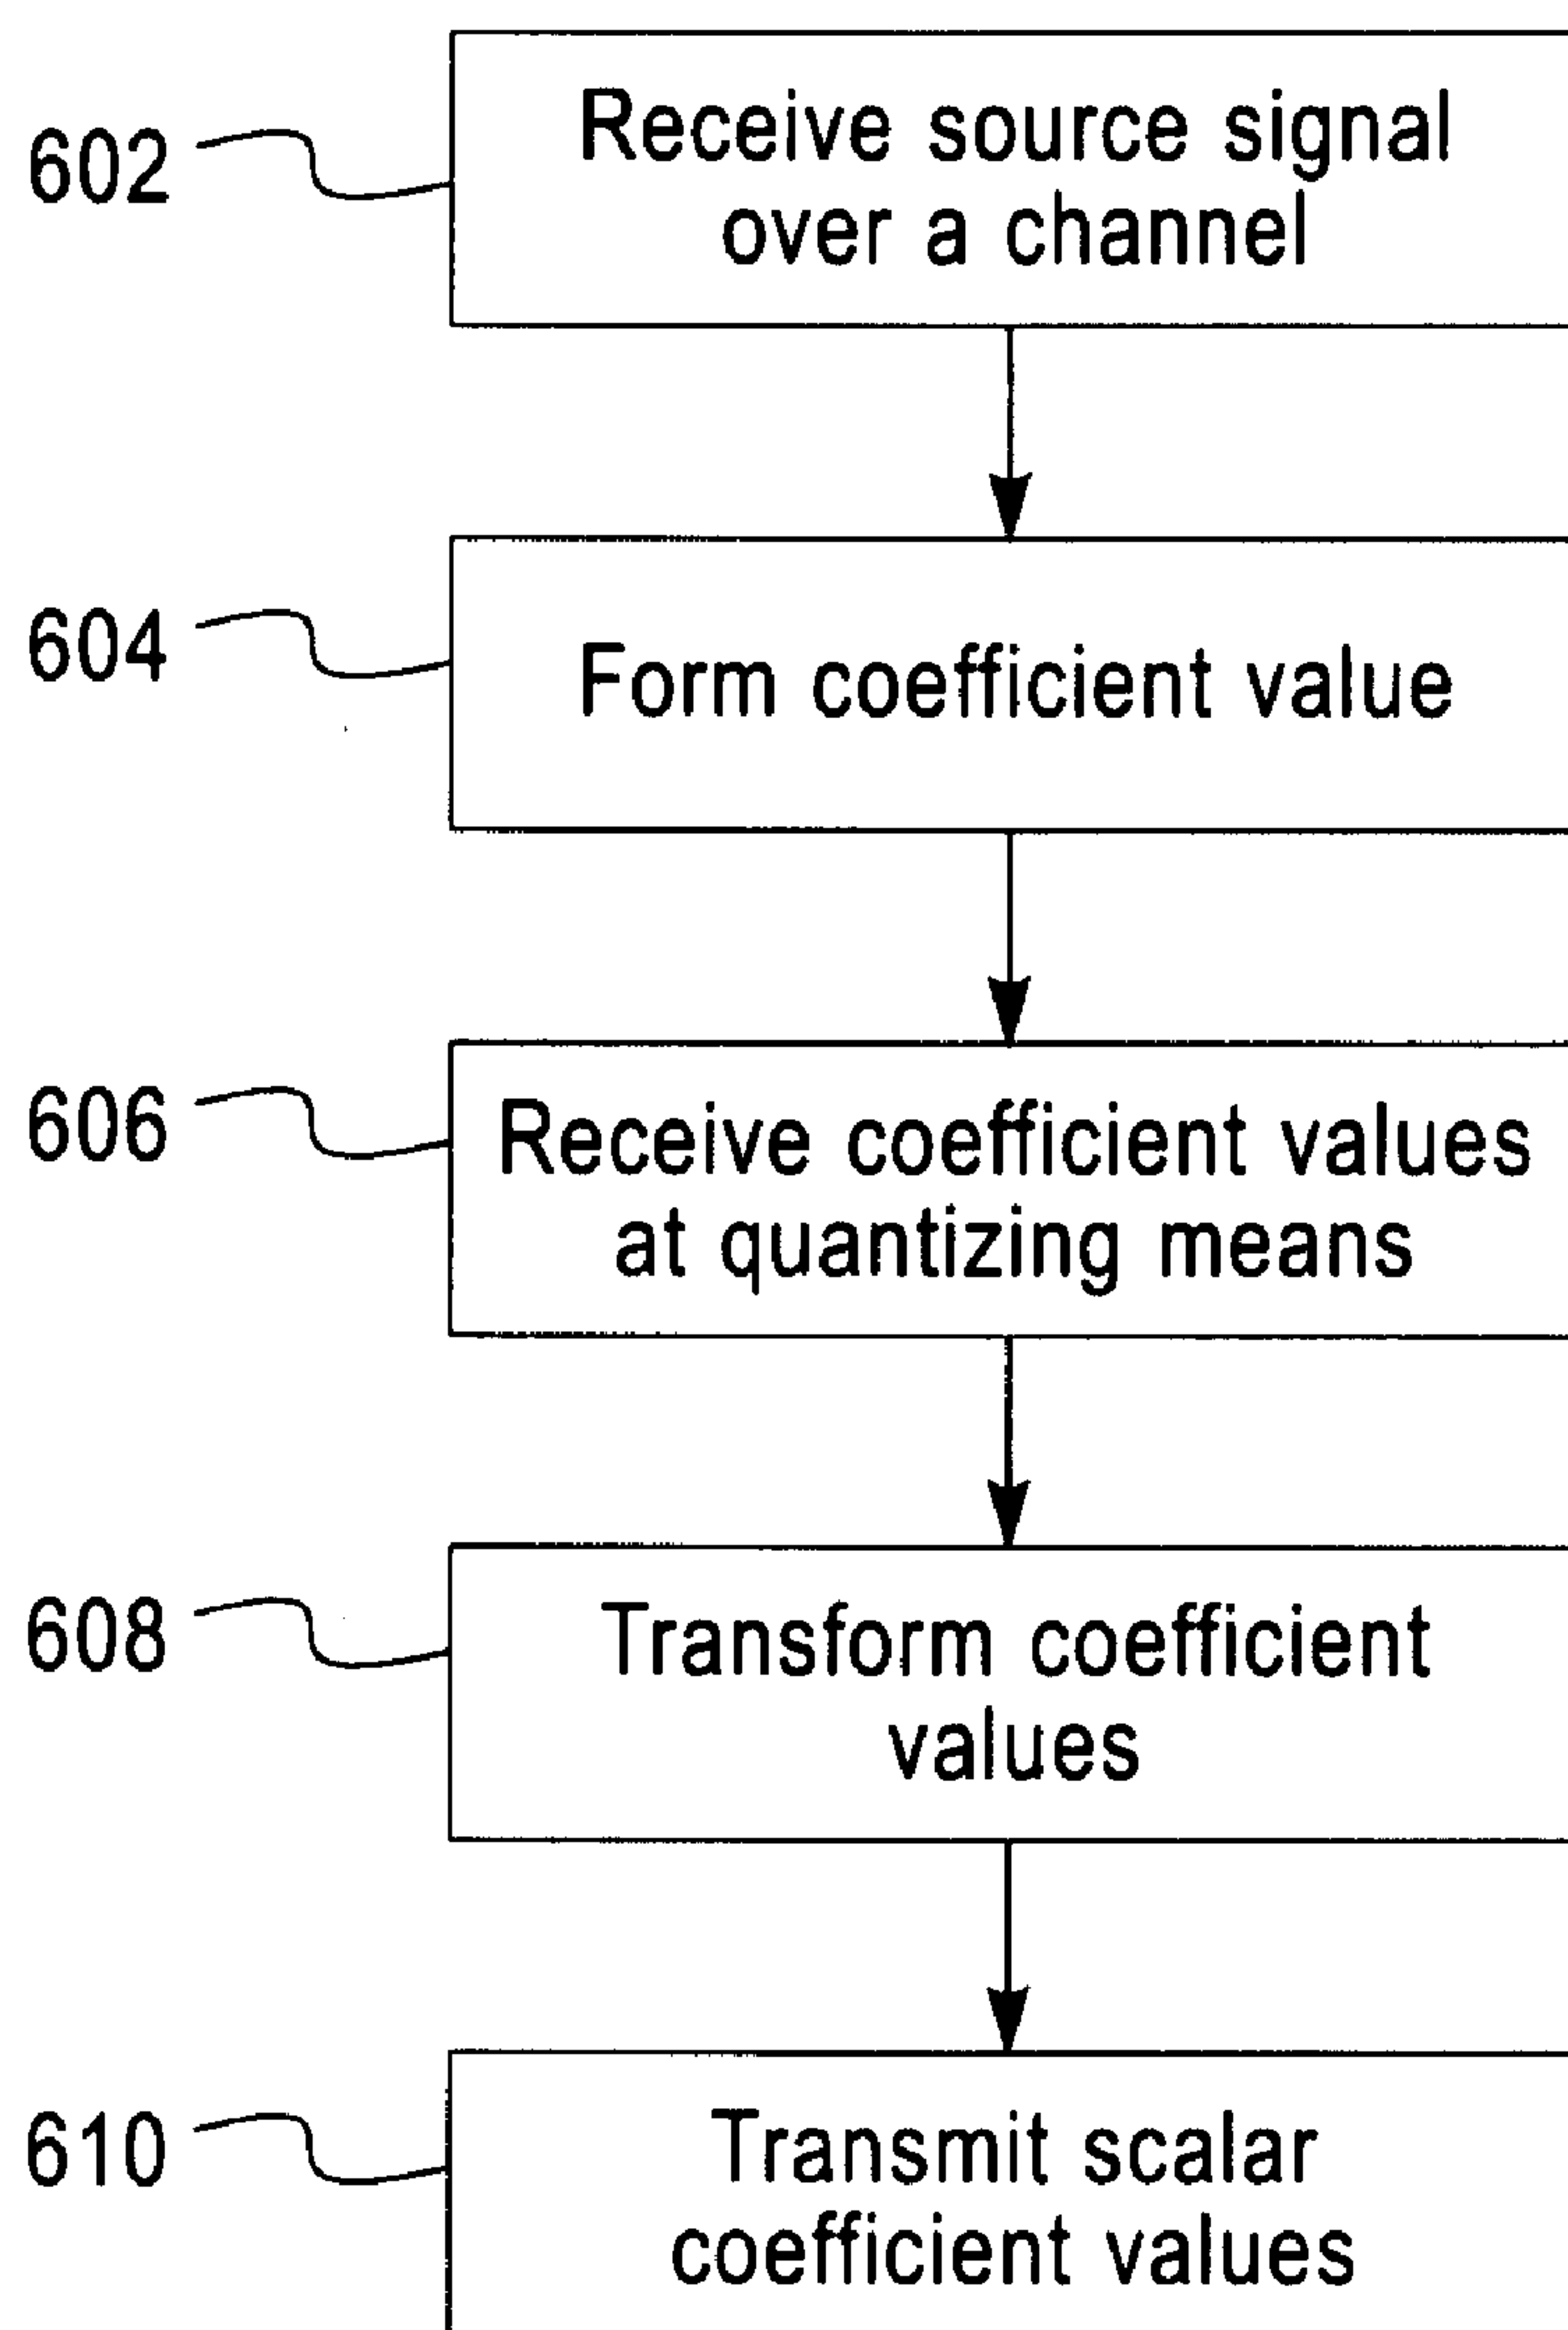 602
Receive source signal
over a channel
604
Form coefficient value
606
Receive coefficient values
at quantizing means
608
Transform coefficient
values
610
Transmit scalar
coefficient values